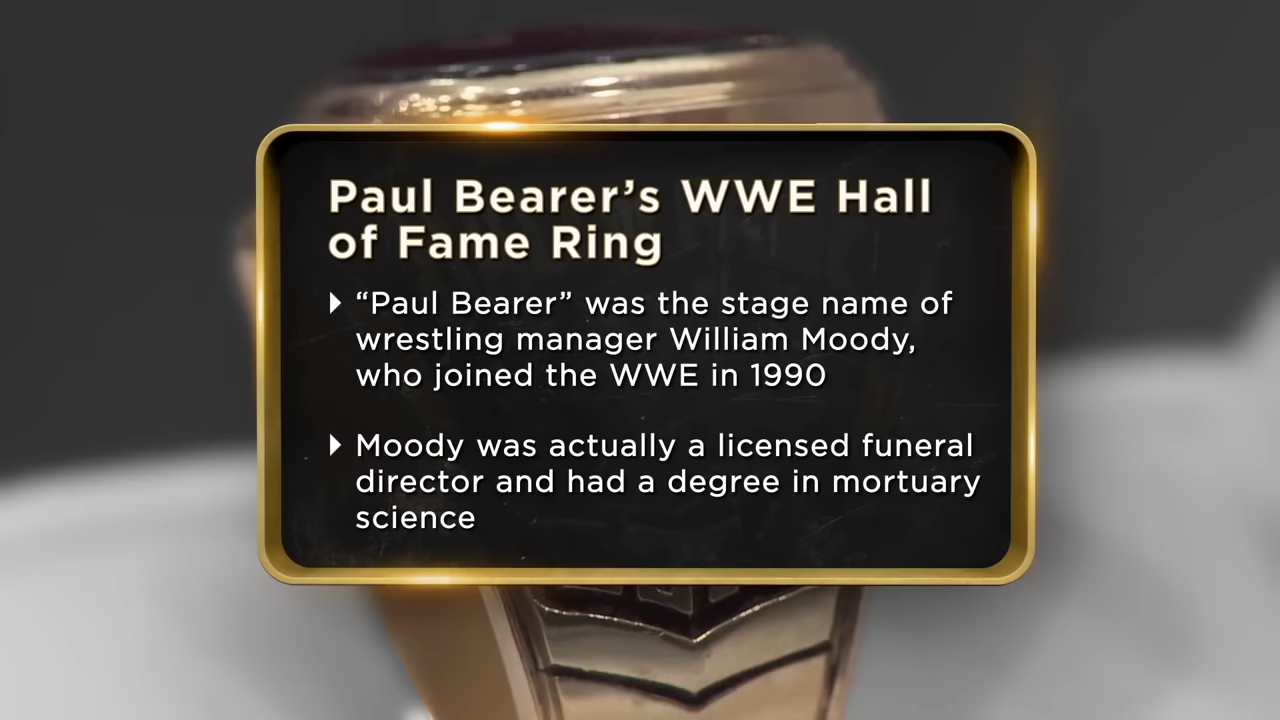 Paul Bearer’s WWE Hall
of Fame Ring
“Paul Bearer” was the stage name of
wrestling manager William Moody,
who joined the WWE in 1990
Moody was actually a licensed funeral
director and had a degree in mortuary
science